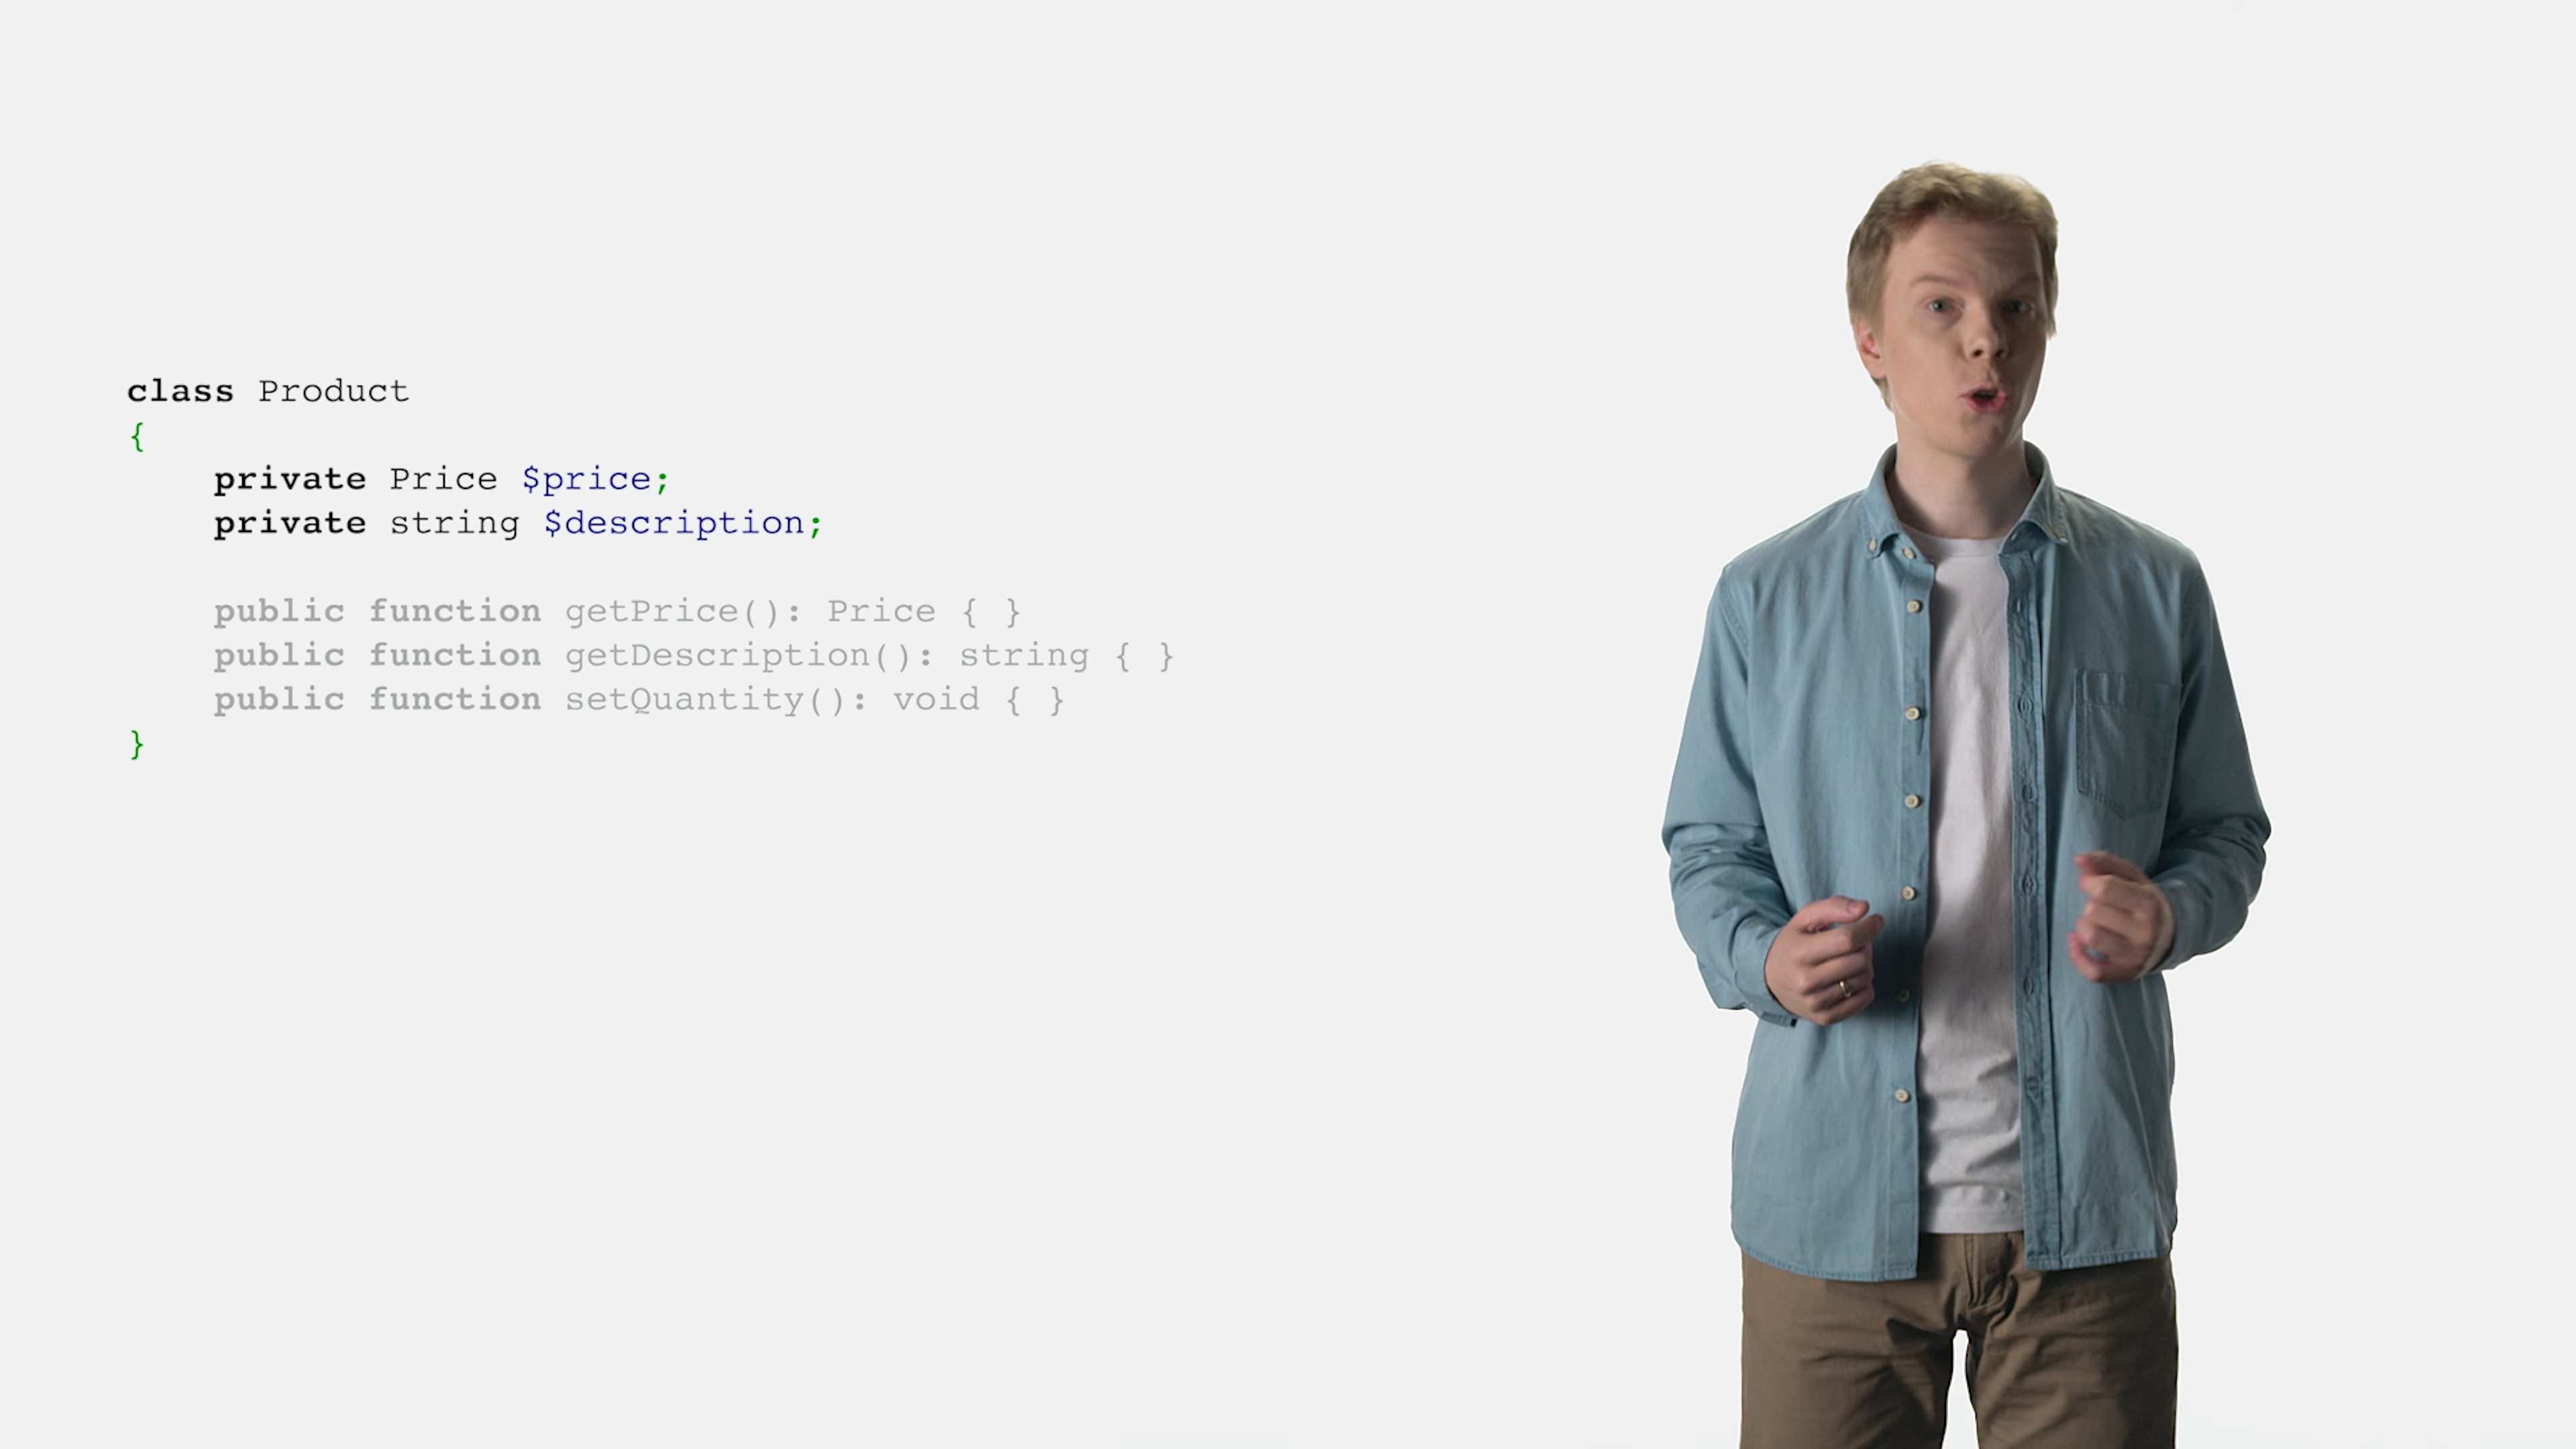 class Product
{
private Price $price;
private string $description;
public function getPrice(): Price { }
public function getDescription(): string { }
public function setQuantity(): void { }
}